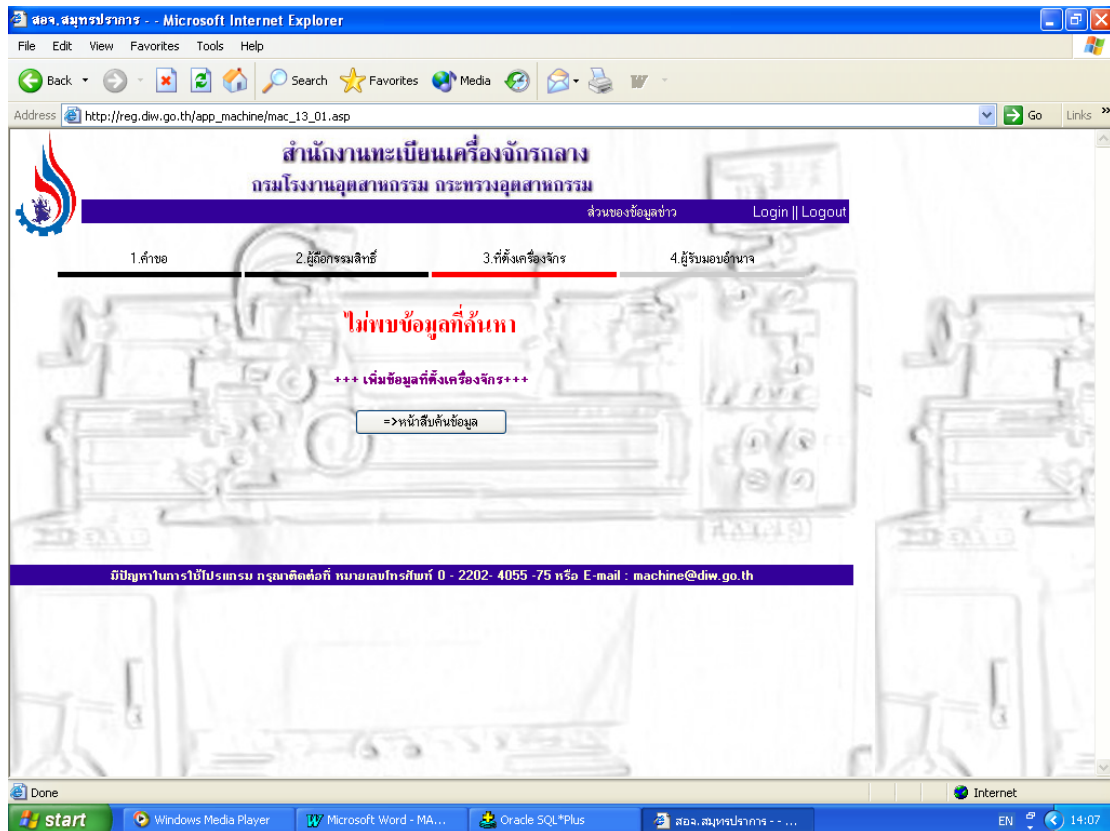 สอจ.สมุทรปราการ - - Microsoft Internet Explorer
File Edit View Favorites Tools Help
Back Search Favorites Media
Address http://reg.diw.go.th/app_machine/mac_13_01.asp Go Links »
สำนักงานทะเบียนเครื่องจักรกลาง
กรมโรงงานอุตสาหกรรม กระทรวงอุตสาหกรรม
ส่วนของข้อมูลข่าว Login || Logout
1.คำขอ 2.ผู้ถือกรรมสิทธิ์ 3.ที่ตั้งเครื่องจักร 4.ผู้รับมอบอำนาจ
ไม่พบข้อมูลที่ค้นหา
+++ เพิ่มข้อมูลที่ตั้งเครื่องจักร+++
=>หน้าสืบค้นข้อมูล
มีปัญหาในการใช้โปรแกรม กรุณาติดต่อที่ หมายเลขโทรศัพท์ 0 - 2202- 4055 -75 หรือ E-mail : machine@diw.go.th
Done Internet
start Windows Media Player Microsoft Word - MA... Oracle SQL*Plus สอจ.สมุทรปราการ - - ... EN 14:07